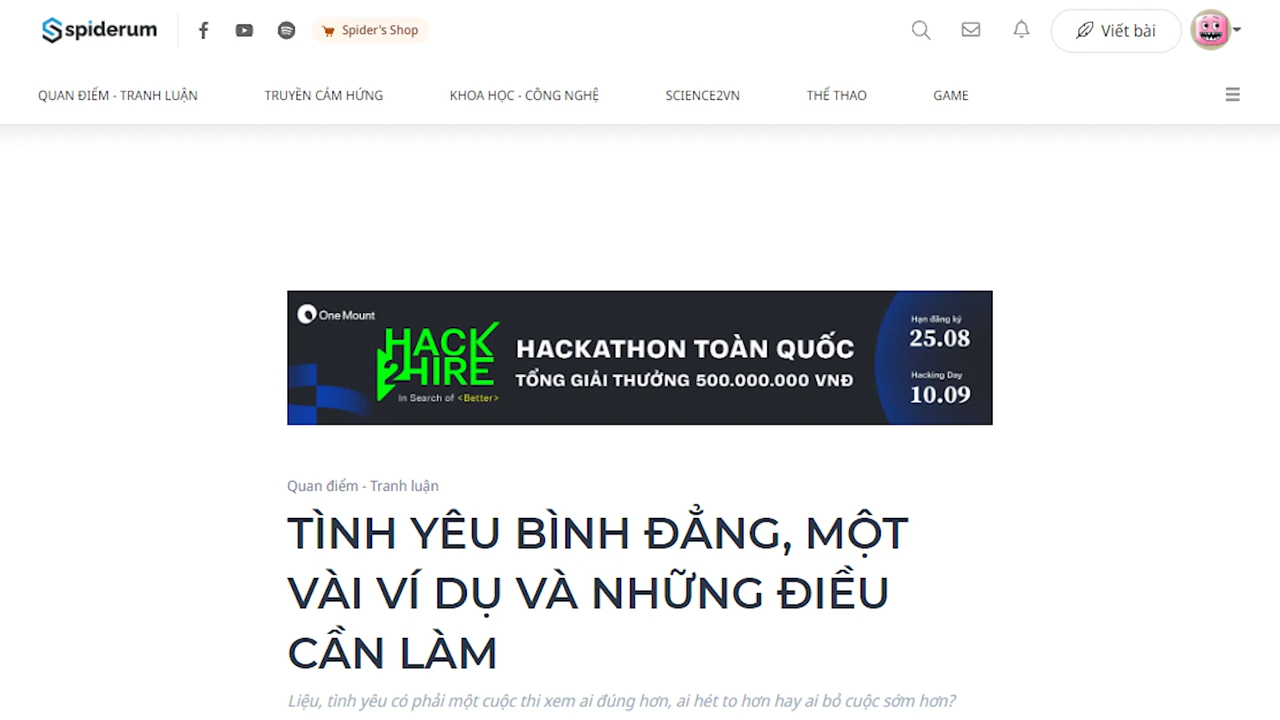 spiderum
Spider's Shop
Viết bài
QUAN ĐIỂM - TRANH LUẬN
TRUYỀN CẢM HỨNG
KHOA HỌC - CÔNG NGHỆ
SCIENCE2VN
THỂ THAO
GAME
One Mount
HACK
2HIRE
In Search of <Better>
HACKATHON TOÀN QUỐC
TỔNG GIẢI THƯỞNG 500.000.000 VNĐ
Hạn đăng ký
25.08
Hacking Day
10.09
Quan điểm - Tranh luận
TÌNH YÊU BÌNH ĐẲNG, MỘT
VÀI VÍ DỤ VÀ NHỮNG ĐIỀU
CẦN LÀM
Liệu, tình yêu có phải một cuộc thi xem ai đúng hơn, ai hét to hơn hay ai bỏ cuộc sớm hơn?